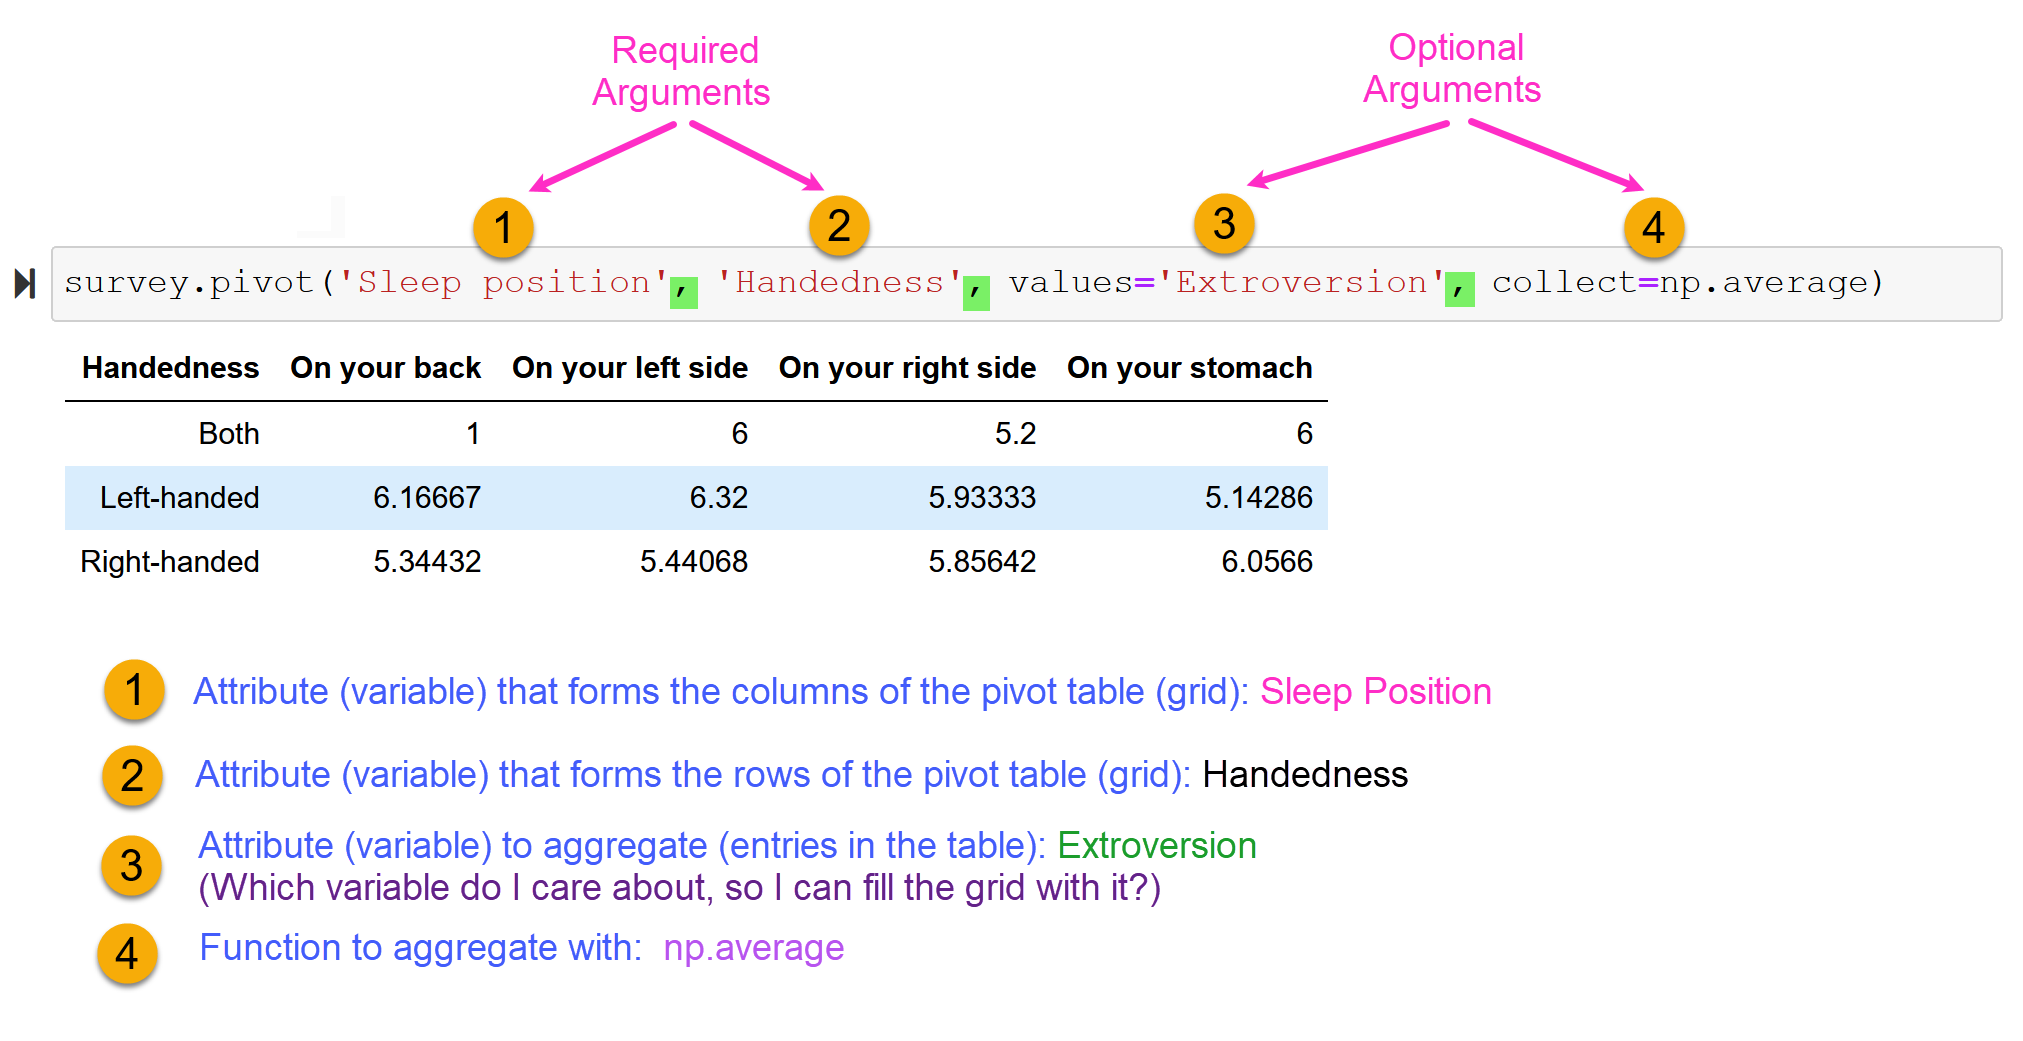 Required
Arguments
Optional
Arguments
1 2 3 4
survey.pivot('Sleep position', 'Handedness', values='Extroversion', collect=np.average)
Handedness On your back On your left side On your right side On your stomach
Both 1 6 5.2 6
Left-handed 6.16667 6.32 5.93333 5.14286
Right-handed 5.34432 5.44068 5.85642 6.0566
1 Attribute (variable) that forms the columns of the pivot table (grid): Sleep Position
2 Attribute (variable) that forms the rows of the pivot table (grid): Handedness
3 Attribute (variable) to aggregate (entries in the table): Extroversion
(Which variable do I care about, so I can fill the grid with it?)
4 Function to aggregate with: np.average